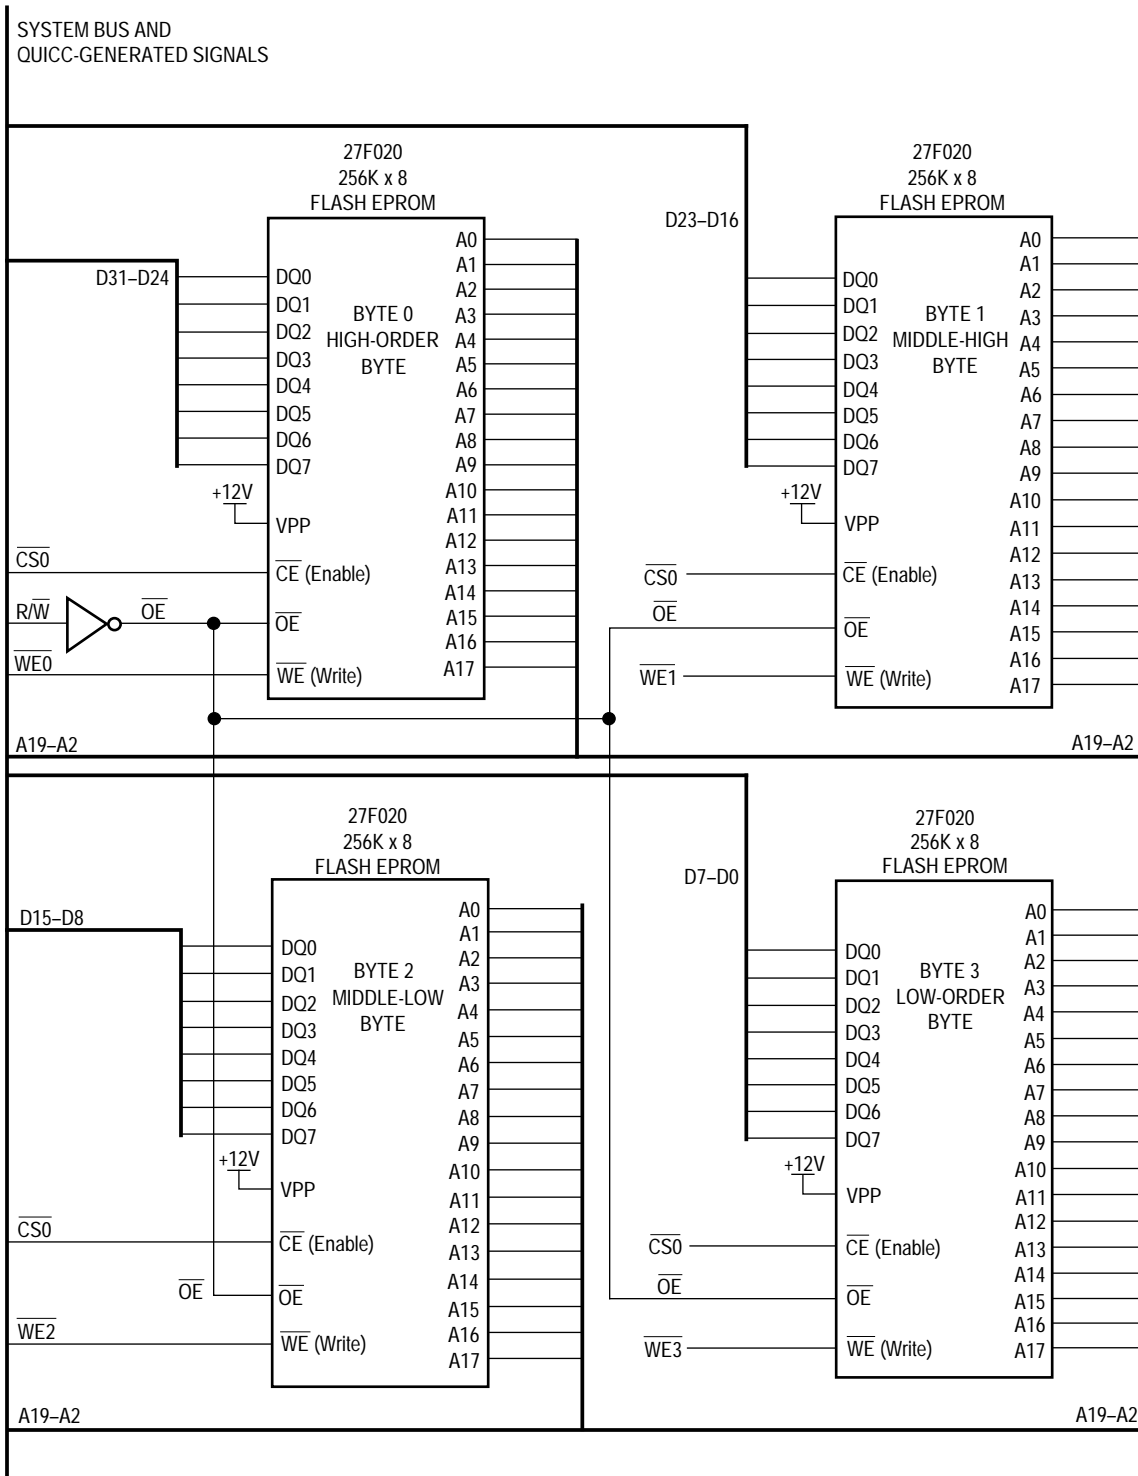 SYSTEM BUS AND
QUICC-GENERATED SIGNALS
27F020
256K x 8
FLASH EPROM
D31–D24
DQ0
DQ1
DQ2
DQ3
DQ4
DQ5
DQ6
DQ7
BYTE 0
HIGH-ORDER
BYTE
+12V
VPP
CS0
CE (Enable)
R/W
OE
OE
WE0
WE (Write)
A0
A1
A2
A3
A4
A5
A6
A7
A8
A9
A10
A11
A12
A13
A14
A15
A16
A17
A19–A2
27F020
256K x 8
FLASH EPROM
D23–D16
DQ0
DQ1
DQ2
DQ3
DQ4
DQ5
DQ6
DQ7
BYTE 1
MIDDLE-HIGH
BYTE
+12V
VPP
CS0
CE (Enable)
OE
OE
WE1
WE (Write)
A0
A1
A2
A3
A4
A5
A6
A7
A8
A9
A10
A11
A12
A13
A14
A15
A16
A17
A19–A2
27F020
256K x 8
FLASH EPROM
D15–D8
DQ0
DQ1
DQ2
DQ3
DQ4
DQ5
DQ6
DQ7
BYTE 2
MIDDLE-LOW
BYTE
+12V
VPP
CS0
CE (Enable)
OE
OE
WE2
WE (Write)
A0
A1
A2
A3
A4
A5
A6
A7
A8
A9
A10
A11
A12
A13
A14
A15
A16
A17
A19–A2
27F020
256K x 8
FLASH EPROM
D7–D0
DQ0
DQ1
DQ2
DQ3
DQ4
DQ5
DQ6
DQ7
BYTE 3
LOW-ORDER
BYTE
+12V
VPP
CS0
CE (Enable)
OE
OE
WE3
WE (Write)
A0
A1
A2
A3
A4
A5
A6
A7
A8
A9
A10
A11
A12
A13
A14
A15
A16
A17
A19–A2